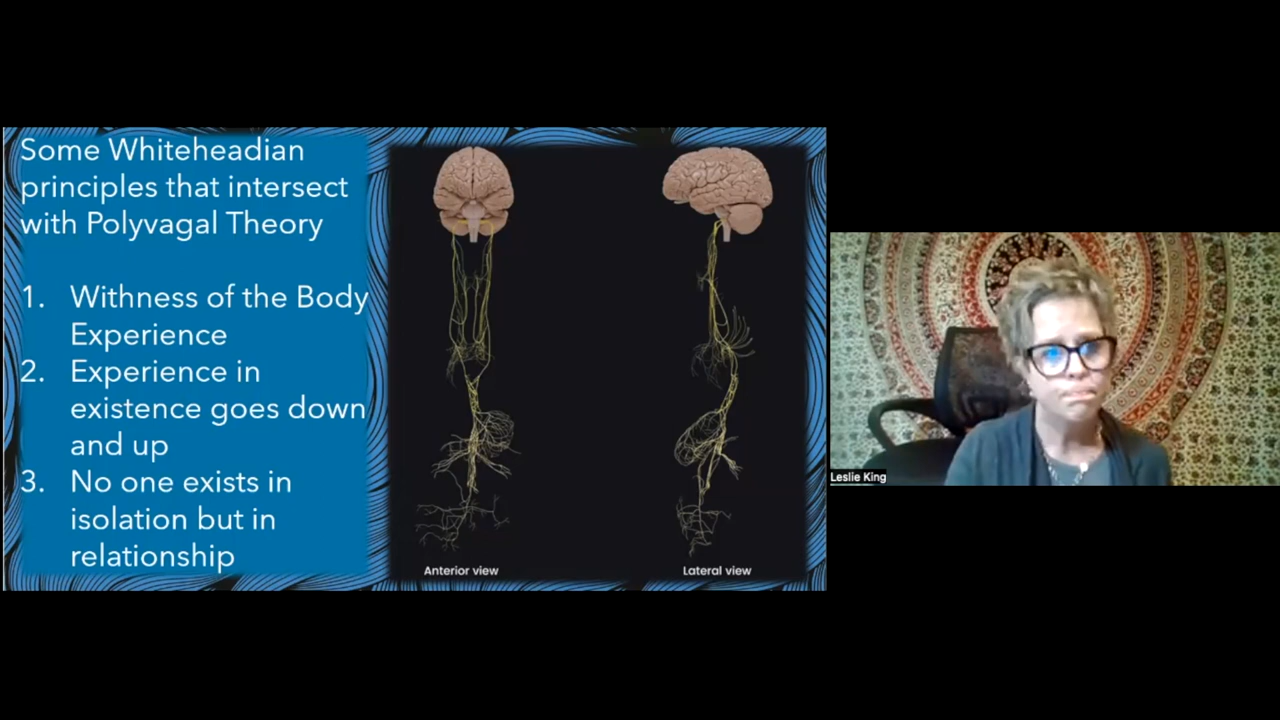 Some Whiteheadian
principles that intersect
with Polyvagal Theory
1. Withness of the Body
Experience
2. Experience in
existence goes down
and up
3. No one exists in
isolation but in
relationship
Anterior view
Lateral view
Leslie King